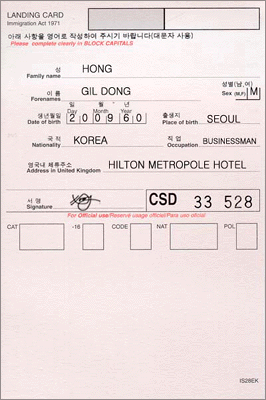 LANDING CARD
Immigration Act 1971
아래 사항을 영어로 작성하여 주시기 바랍니다(대문자 사용)
Please complete clearly in BLOCK CAPITALS
성 HONG
Family name
이 름 GIL DONG 성별(남,여)
Forenames Sex (M,F) M
생년월일 일 월 년 출생지
Day Month Year
Date of birth 2 0 0 9 6 0 Place of birth SEOUL
국 적 KOREA 직 업 BUSINESSMAN
Nationality Occupation
영국내 체류주소 HILTON METROPOLE HOTEL
Address in United Kingdom
서 명 CSD 33 528
Signature
For Official use/Reservé usage officiel/Para uso oficial
CAT -16 CODE NAT POL
IS28EK